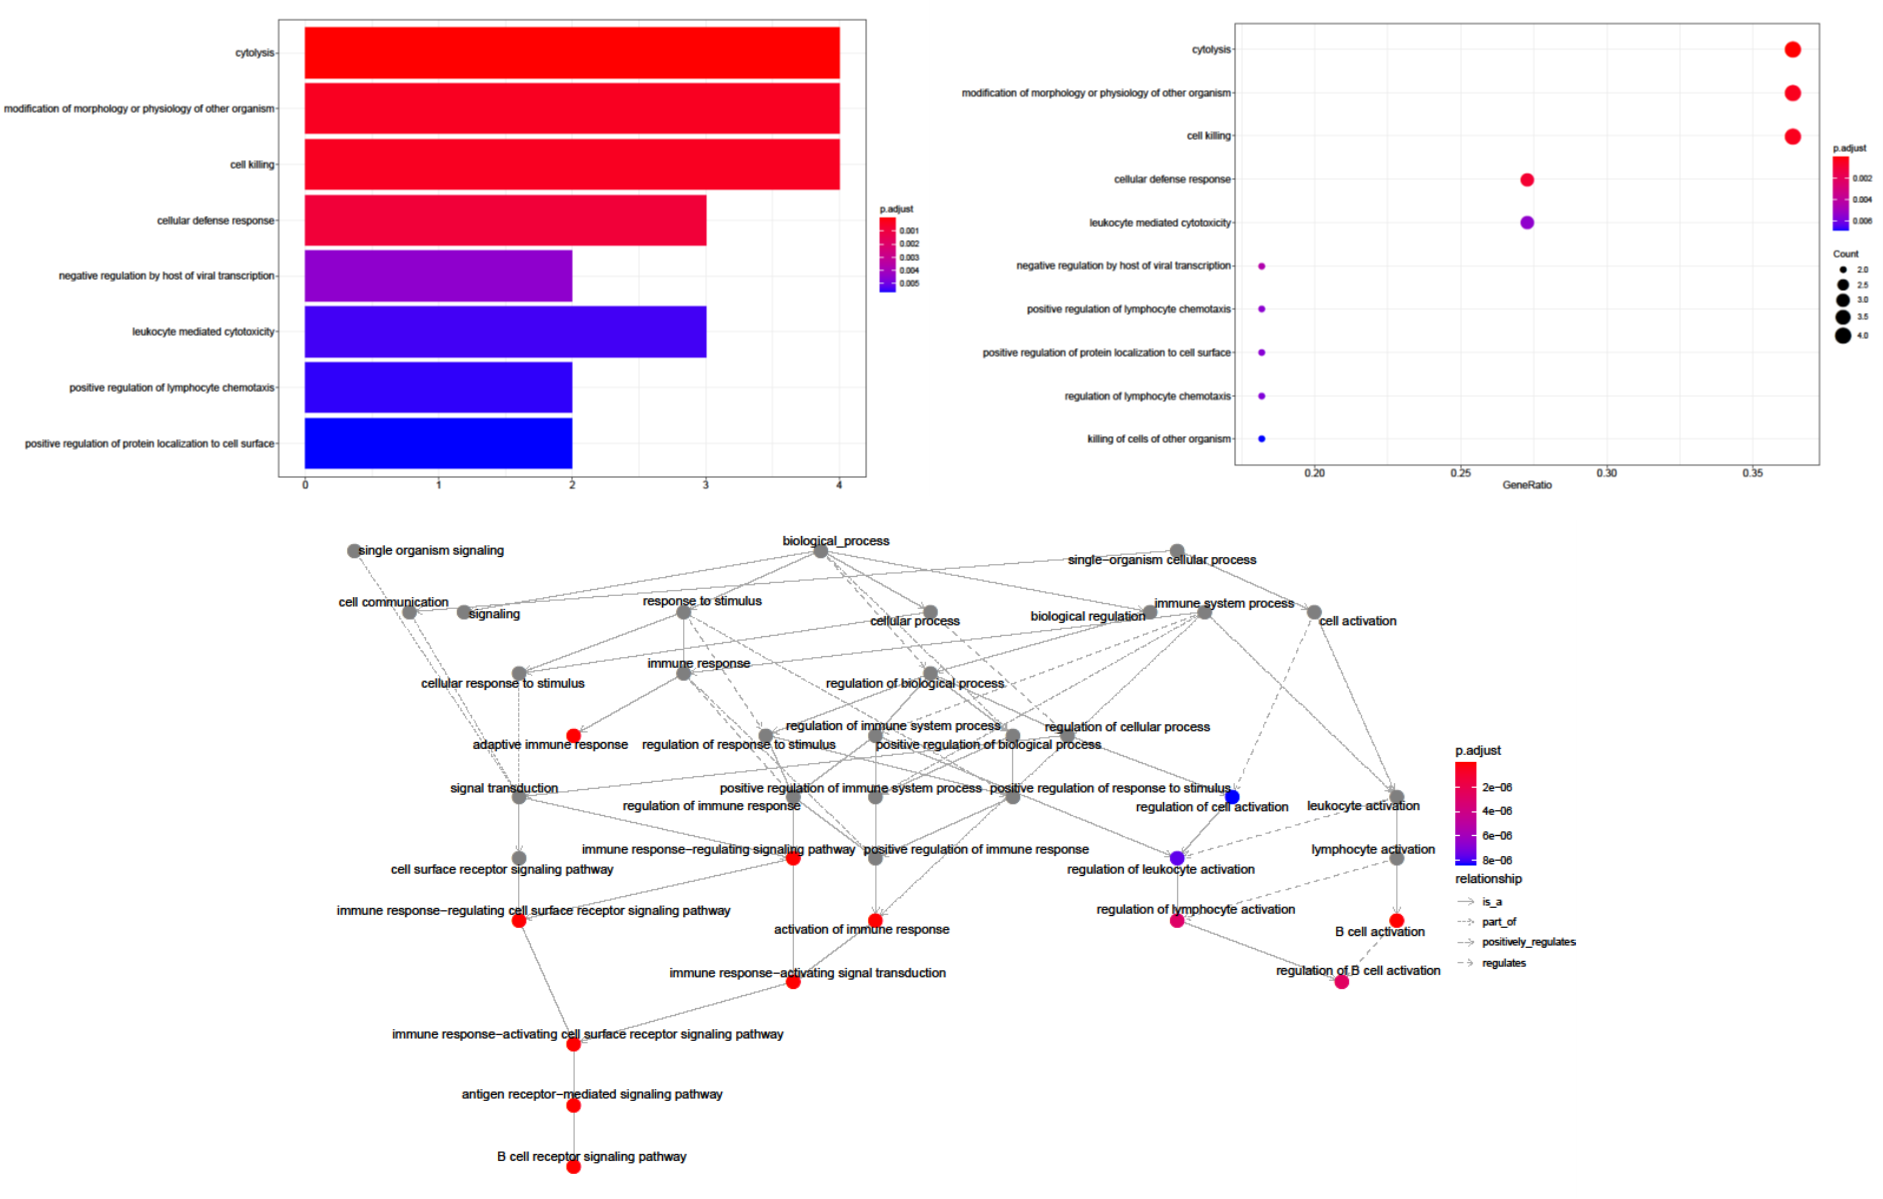 cytolysis
modification of morphology or physiology of other organism
cell killing
cellular defense response
negative regulation by host of viral transcription
leukocyte mediated cytotoxicity
positive regulation of lymphocyte chemotaxis
positive regulation of protein localization to cell surface
0 1 2 3 4
p.adjust
0.001
0.002
0.003
0.004
0.005
cytolysis
modification of morphology or physiology of other organism
cell killing
cellular defense response
leukocyte mediated cytotoxicity
negative regulation by host of viral transcription
positive regulation of lymphocyte chemotaxis
positive regulation of protein localization to cell surface
regulation of lymphocyte chemotaxis
killing of cells of other organism
0.20 0.25 0.30 0.35
GeneRatio
p.adjust
0.002
0.004
0.006
Count
2.0
2.5
3.0
3.5
4.0
biological_process
single organism signaling
single-organism cellular process
cell communication
response to stimulus
immune system process
signaling
cellular process
biological regulation
cell activation
immune response
cellular response to stimulus
regulation of biological process
regulation of immune system process
regulation of cellular process
adaptive immune response
regulation of response to stimulus
positive regulation of biological process
signal transduction
positive regulation of immune system process
positive regulation of response to stimulus
regulation of immune response
regulation of cell activation
leukocyte activation
immune response-regulating signaling pathway
positive regulation of immune response
lymphocyte activation
cell surface receptor signaling pathway
regulation of leukocyte activation
immune response-regulating cell surface receptor signaling pathway
regulation of lymphocyte activation
activation of immune response
B cell activation
immune response-activating signal transduction
regulation of B cell activation
immune response-activating cell surface receptor signaling pathway
antigen receptor-mediated signaling pathway
B cell receptor signaling pathway
p.adjust
2e-06
4e-06
6e-06
8e-06
relationship
is_a
part_of
positively_regulates
regulates